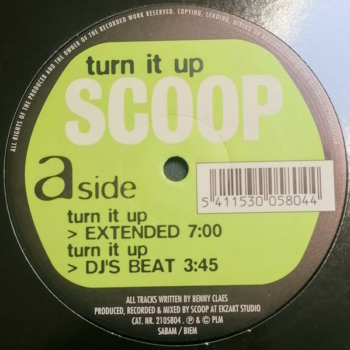 ALL RIGHTS OF THE PRODUCER AND THE OWNER OF THE RECORDED WORK RESERVED. COPYING, LENDING,
turn it up
SCOOP
a side
5 411530 058044
turn it up
> EXTENDED 7:00
turn it up
> DJ'S BEAT 3:45
ALL TRACKS WRITTEN BY BENNY CLAES
PRODUCED, RECORDED & MIXED BY SCOOP AT EKZAKT STUDIO
CAT. NR. 2105804 . ℗ & © PLM
SABAM / BIEM